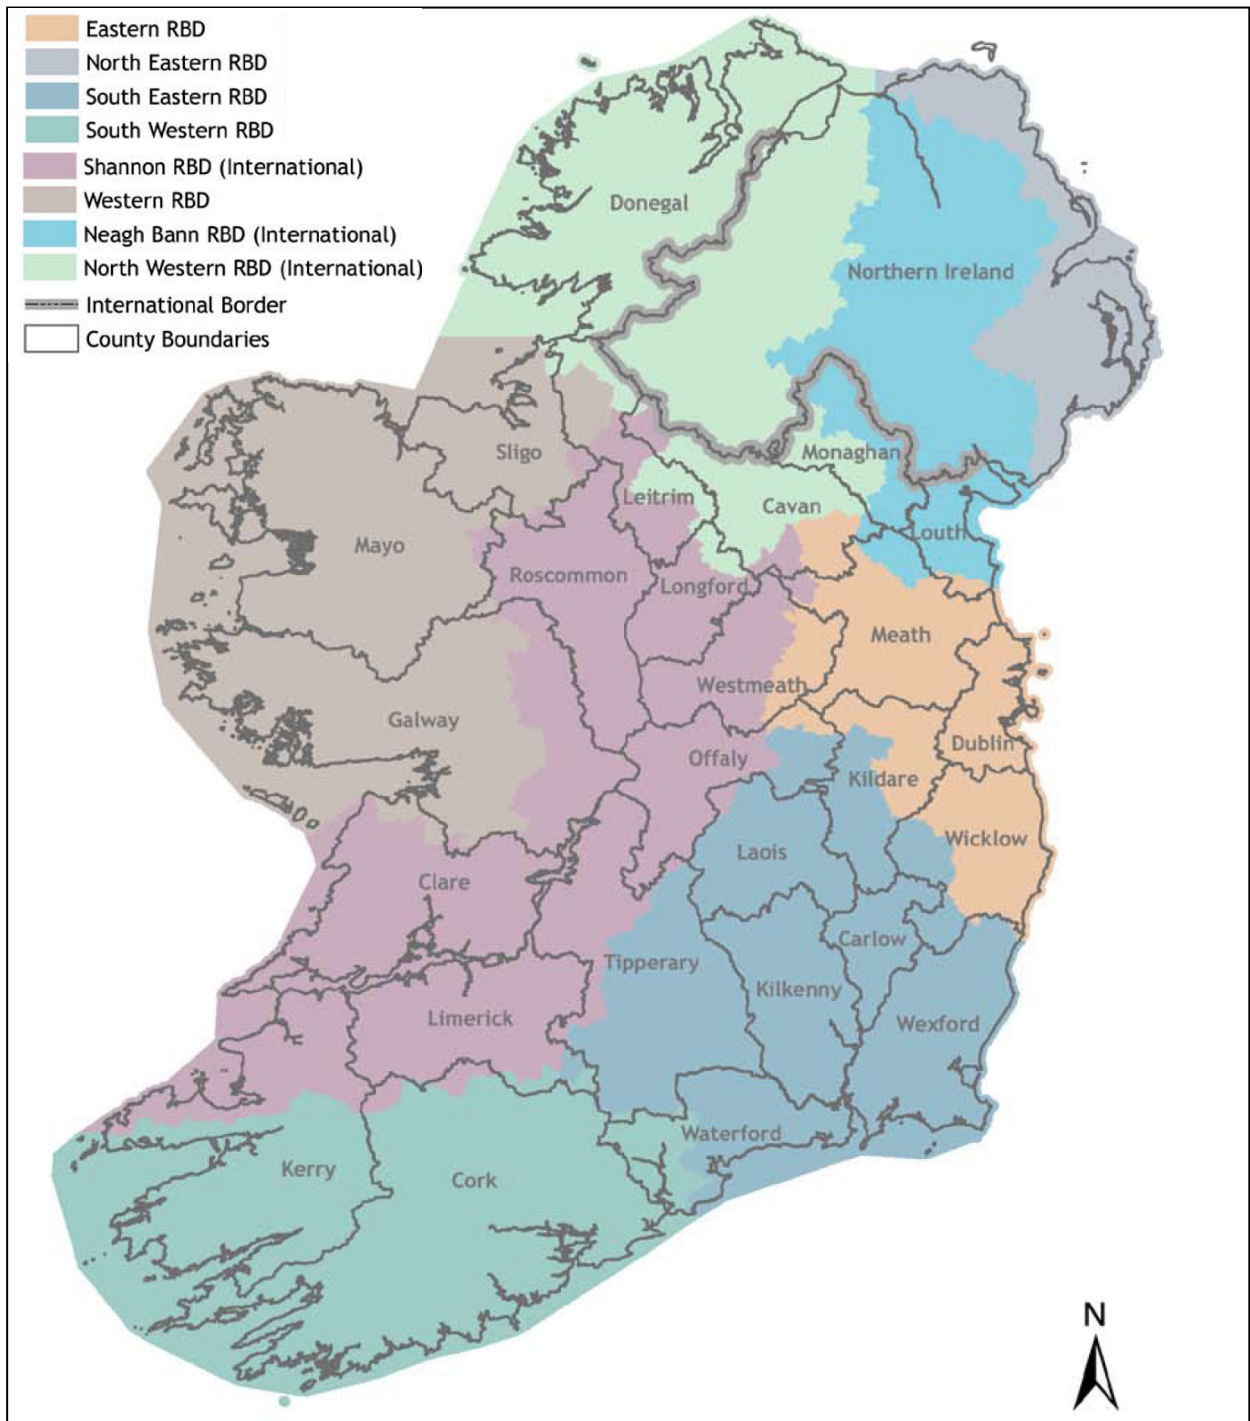 Eastern RBD
North Eastern RBD
South Eastern RBD
South Western RBD
Shannon RBD (International)
Western RBD
Neagh Bann RBD (International)
North Western RBD (International)
International Border
County Boundaries
Donegal
Northern Ireland
Sligo
Monaghan
Leitrim
Cavan
Louth
Mayo
Roscommon
Longford
Meath
Westmeath
Galway
Dublin
Offaly
Kildare
Wicklow
Laois
Clare
Carlow
Tipperary
Kilkenny
Limerick
Wexford
Waterford
Kerry
Cork
N